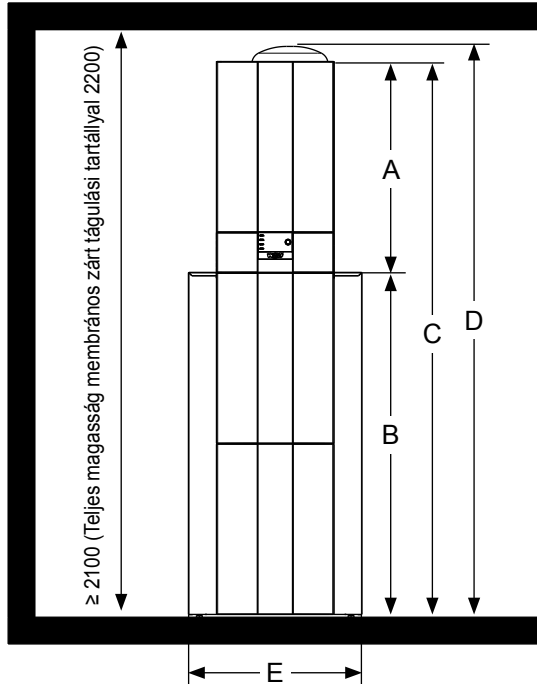 ≥ 2100 (Teljes magasság membrános zárt tágulási tartállyal 2200)
A
B
C
D
E